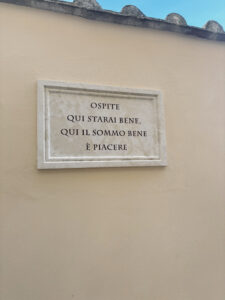 OSPITE
QUI STARAI BENE,
QUI IL SOMMO BENE
È PIACERE